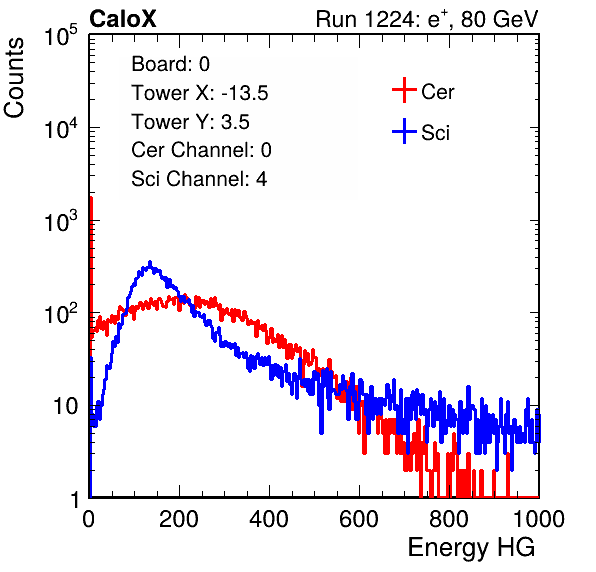 CaloX Run 1224: e⁺, 80 GeV
Counts
10⁵
10⁴
10³
10²
10
1
Board: 0
Tower X: -13.5
Tower Y: 3.5
Cer Channel: 0
Sci Channel: 4
Cer
Sci
0 200 400 600 800 1000
Energy HG